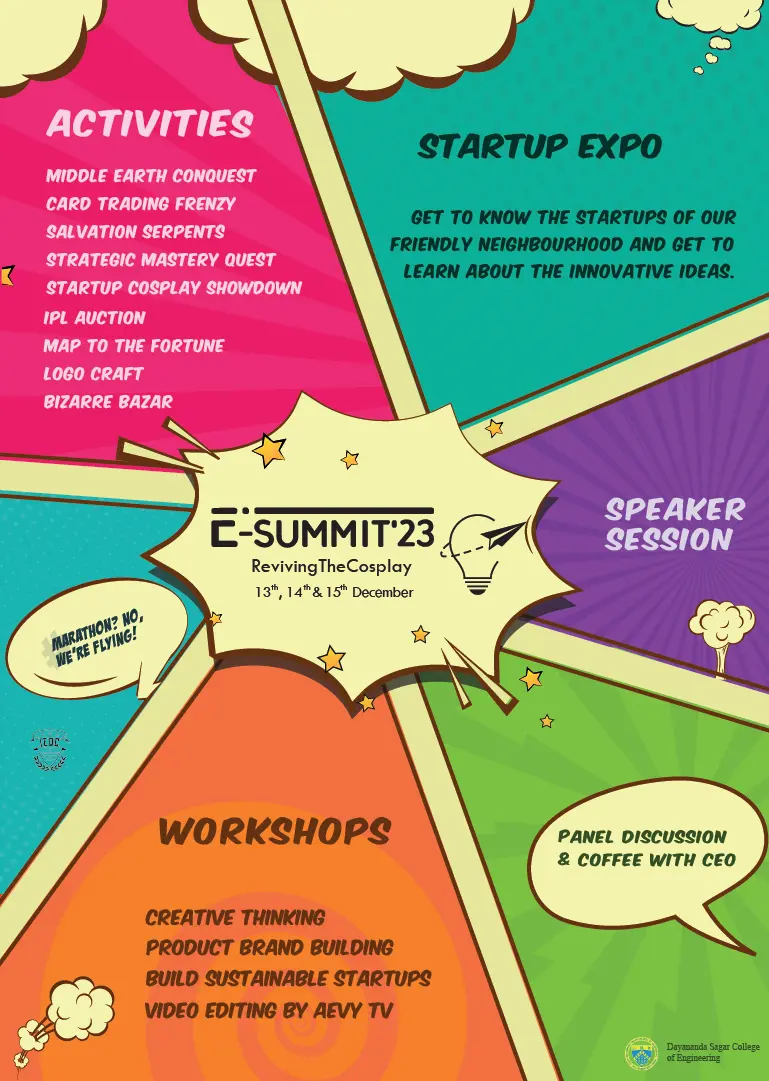 ACTIVITIES
MIDDLE EARTH CONQUEST
CARD TRADING FRENZY
SALVATION SERPENTS
STRATEGIC MASTERY QUEST
STARTUP COSPLAY SHOWDOWN
IPL AUCTION
MAP TO THE FORTUNE
LOGO CRAFT
BIZARRE BAZAR
STARTUP EXPO
GET TO KNOW THE STARTUPS OF OUR
FRIENDLY NEIGHBOURHOOD AND GET TO
LEARN ABOUT THE INNOVATIVE IDEAS.
E-SUMMIT'23
RevivingTheCosplay
13th, 14th & 15th December
SPEAKER
SESSION
MARATHON? NO,
WE'RE FLYING!
WORKSHOPS
CREATIVE THINKING
PRODUCT BRAND BUILDING
BUILD SUSTAINABLE STARTUPS
VIDEO EDITING BY AEVY TV
PANEL DISCUSSION
& COFFEE WITH CEO
Dayananda Sagar College
of Engineering